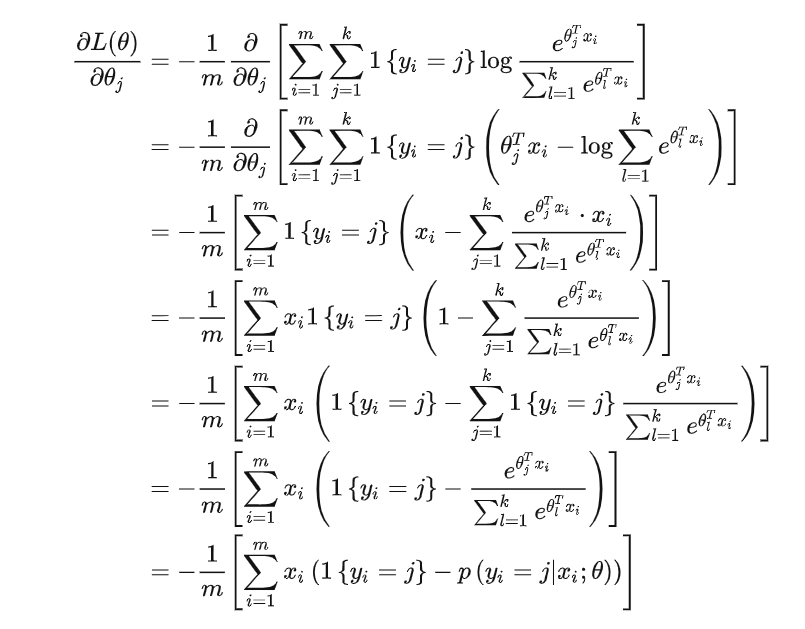 \frac{\partial L(\theta)}{\partial \theta_j} = -\frac{1}{m} \frac{\partial}{\partial \theta_j} \left[ \sum_{i=1}^{m} \sum_{j=1}^{k} 1\{y_i = j\} \log \frac{e^{\theta_j^T x_i}}{\sum_{l=1}^{k} e^{\theta_l^T x_i}} \right]
= -\frac{1}{m} \frac{\partial}{\partial \theta_j} \left[ \sum_{i=1}^{m} \sum_{j=1}^{k} 1\{y_i = j\} \left( \theta_j^T x_i - \log \sum_{l=1}^{k} e^{\theta_l^T x_i} \right) \right]
= -\frac{1}{m} \left[ \sum_{i=1}^{m} 1\{y_i = j\} \left( x_i - \sum_{j=1}^{k} \frac{e^{\theta_j^T x_i} \cdot x_i}{\sum_{l=1}^{k} e^{\theta_l^T x_i}} \right) \right]
= -\frac{1}{m} \left[ \sum_{i=1}^{m} x_i 1\{y_i = j\} \left( 1 - \sum_{j=1}^{k} \frac{e^{\theta_j^T x_i}}{\sum_{l=1}^{k} e^{\theta_l^T x_i}} \right) \right]
= -\frac{1}{m} \left[ \sum_{i=1}^{m} x_i \left( 1\{y_i = j\} - \sum_{j=1}^{k} 1\{y_i = j\} \frac{e^{\theta_j^T x_i}}{\sum_{l=1}^{k} e^{\theta_l^T x_i}} \right) \right]
= -\frac{1}{m} \left[ \sum_{i=1}^{m} x_i \left( 1\{y_i = j\} - \frac{e^{\theta_j^T x_i}}{\sum_{l=1}^{k} e^{\theta_l^T x_i}} \right) \right]
= -\frac{1}{m} \left[ \sum_{i=1}^{m} x_i \left( 1\{y_i = j\} - p(y_i = j | x_i; \theta) \right) \right]